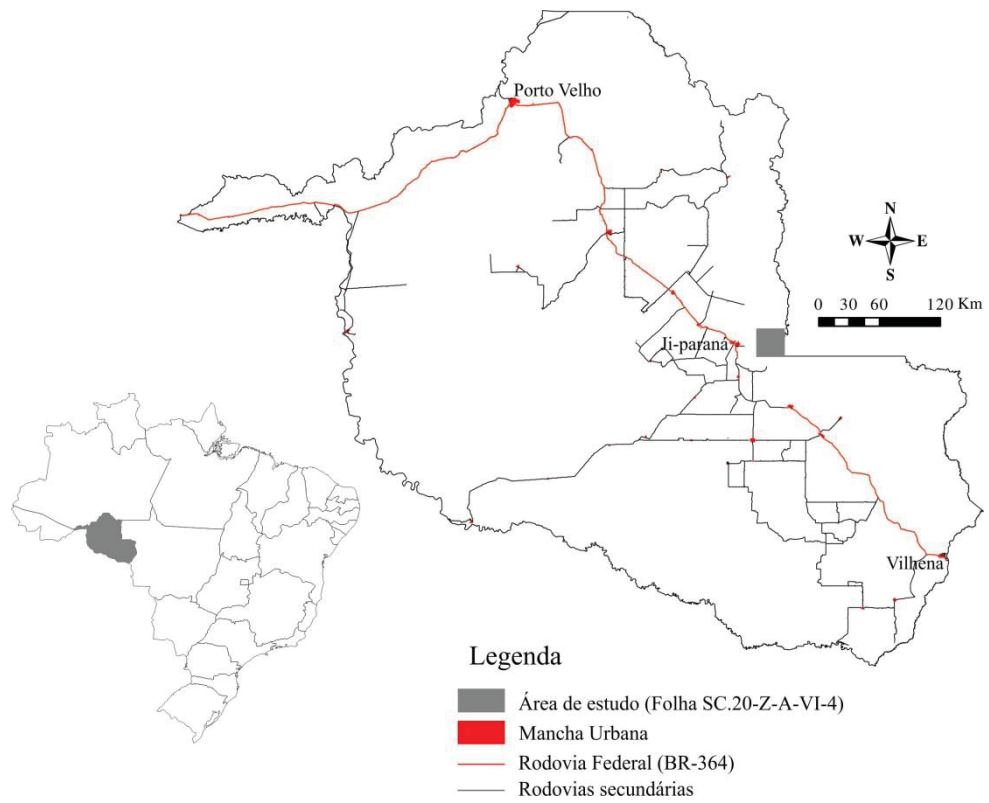 Porto Velho
N
W E
S
0 30 60 120 Km
Ji-paraná
Vilhena
Legenda
Área de estudo (Folha SC.20-Z-A-VI-4)
Mancha Urbana
Rodovia Federal (BR-364)
Rodovias secundárias